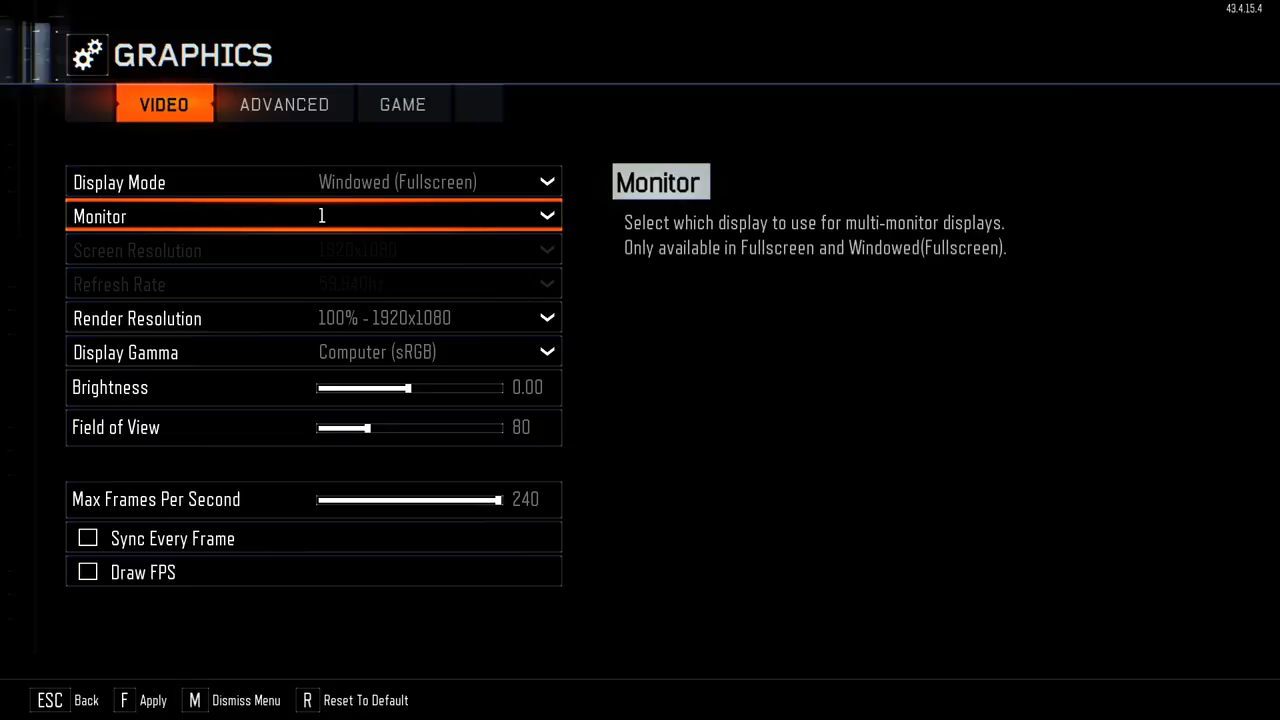 43.4.15.4
GRAPHICS
VIDEO ADVANCED GAME
Display Mode Windowed (Fullscreen)
Monitor 1
Screen Resolution 1920x1080
Refresh Rate 59.940hz
Render Resolution 100% - 1920x1080
Display Gamma Computer (sRGB)
Brightness 0.00
Field of View 80
Max Frames Per Second 240
Sync Every Frame
Draw FPS
Monitor
Select which display to use for multi-monitor displays.
Only available in Fullscreen and Windowed(Fullscreen).
ESC Back F Apply M Dismiss Menu R Reset To Default